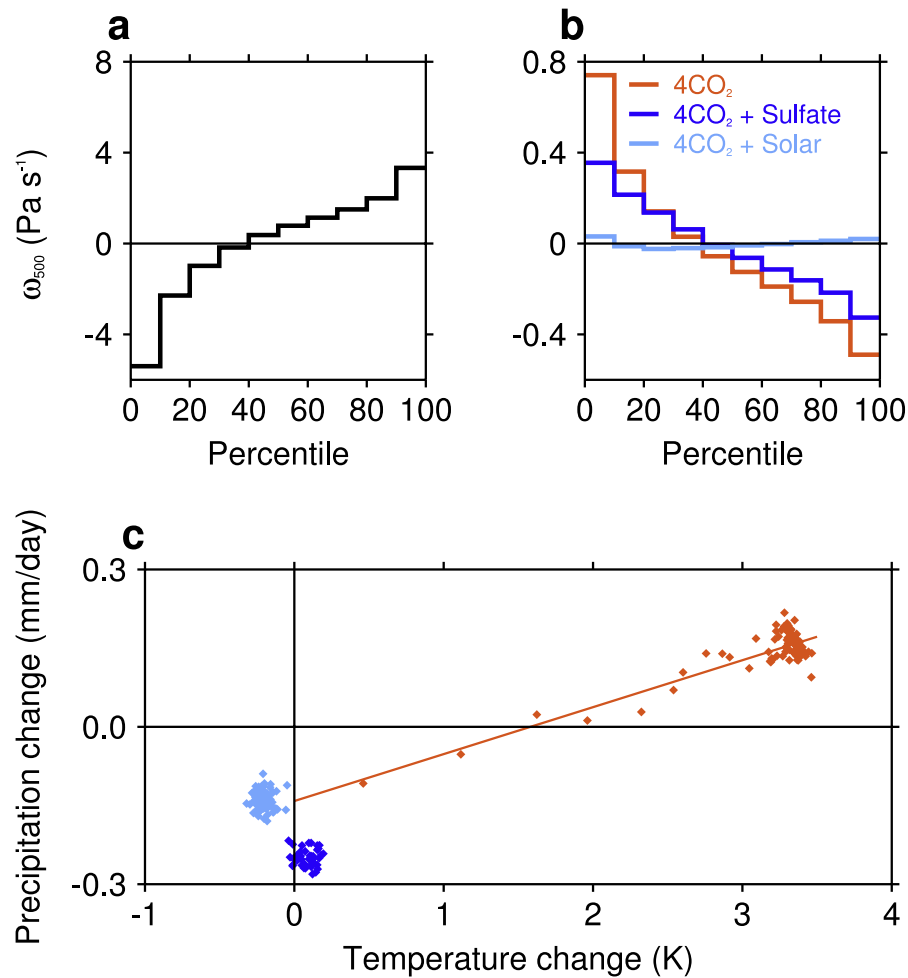 a
8
4
0
-4
ω₅₀₀ (Pa s⁻¹)
0 20 40 60 80 100
Percentile
b
0.8
0.4
0
-0.4
4CO₂
4CO₂ + Sulfate
4CO₂ + Solar
0 20 40 60 80 100
Percentile
c
Precipitation change (mm/day)
0.3
0.0
-0.3
-1 0 1 2 3 4
Temperature change (K)